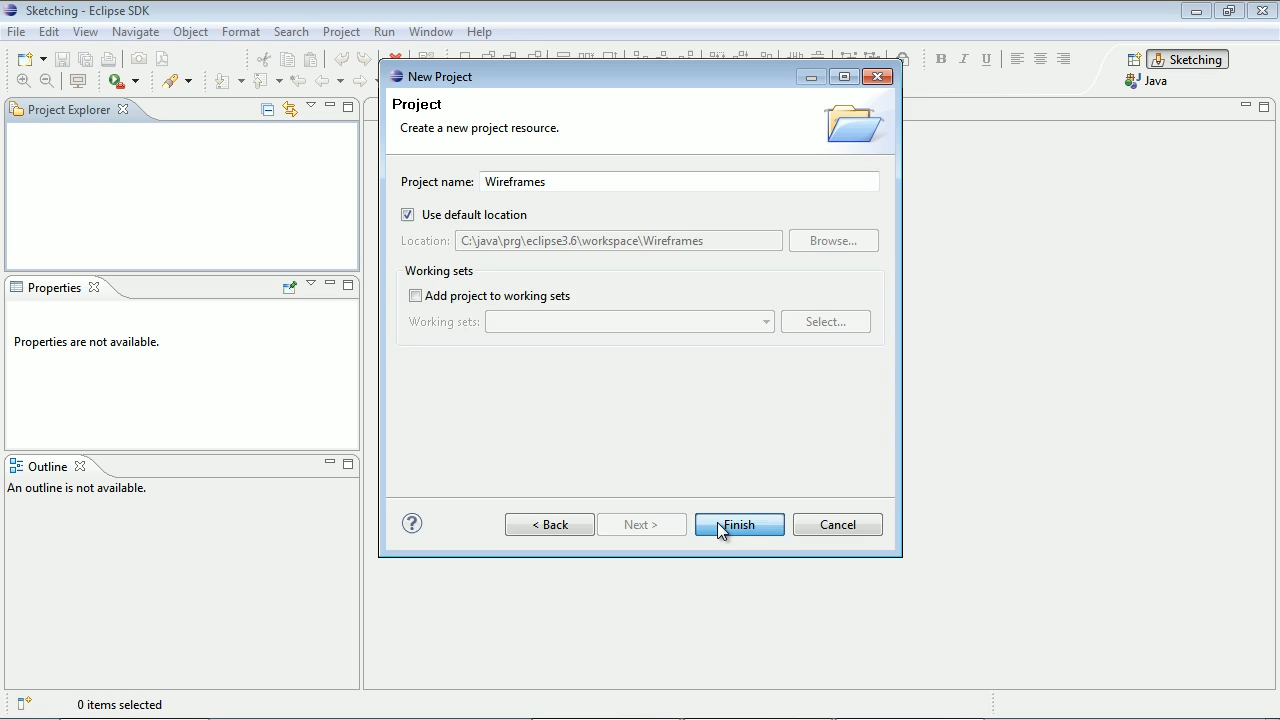 Sketching - Eclipse SDK
File Edit View Navigate Object Format Search Project Run Window Help
B I U
Sketching
Java
Project Explorer
Properties
Properties are not available.
Outline
An outline is not available.
New Project
Project
Create a new project resource.
Project name: Wireframes
Use default location
Location: C:\java\prg\eclipse3.6\workspace\Wireframes Browse...
Working sets
Add project to working sets
Working sets: Select...
? < Back Next > Finish Cancel
0 items selected